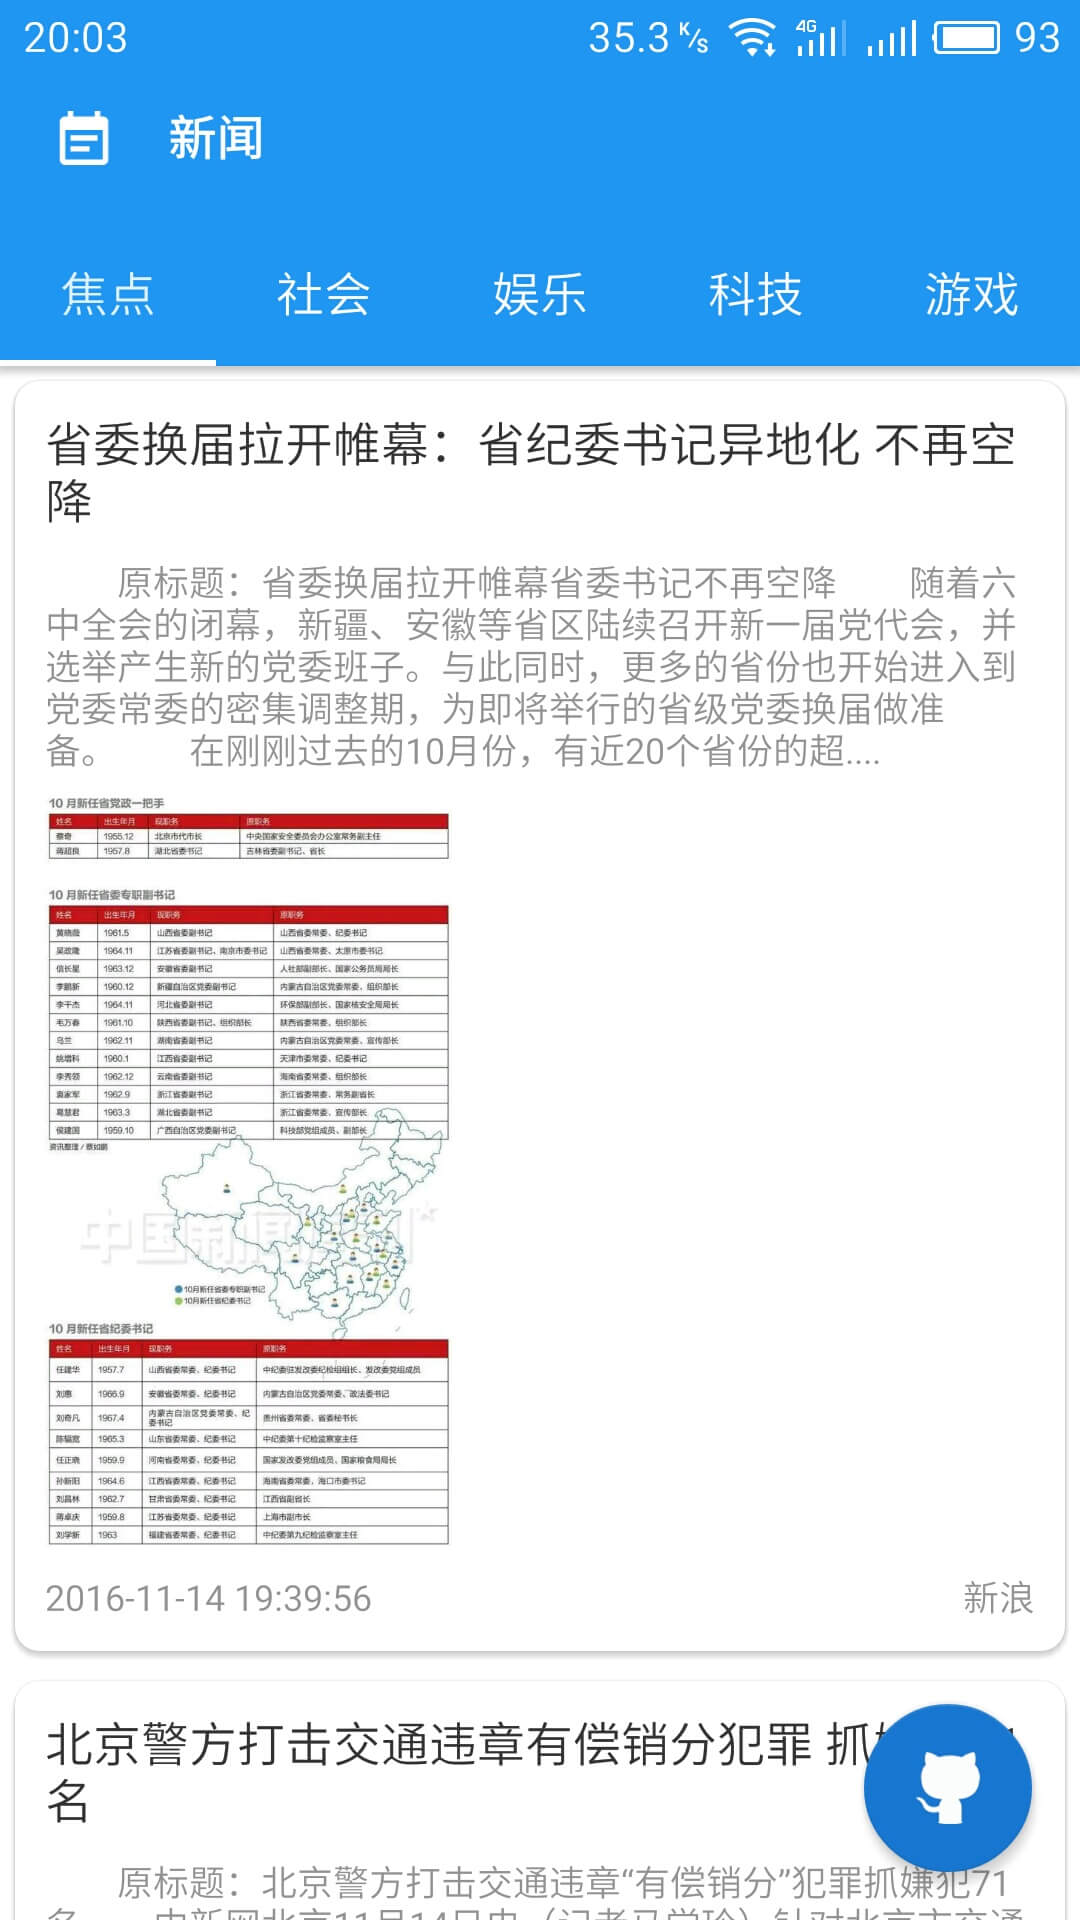 20:03 35.3 K/s 4G 93
新闻
焦点 社会 娱乐 科技 游戏
省委换届拉开帷幕：省纪委书记异地化 不再空
降
原标题：省委换届拉开帷幕省委书记不再空降 随着六
中全会的闭幕，新疆、安徽等省区陆续召开新一届党代会，并
选举产生新的党委班子。与此同时，更多的省份也开始进入到
党委常委的密集调整期，为即将举行的省级党委换届做准
备。 在刚刚过去的10月份，有近20个省份的超....
10 月新任省党政一把手
姓名 出生年月 现职务 原职务
蔡奇 1955.12 北京市代市长 中央国家安全委员会办公室常务副主任
蒋超良 1957.8 湖北省委书记 吉林省委副书记、省长
10 月新任省委专职副书记
姓名 出生年月 现职务 原职务
黄晓薇 1961.5 山西省委副书记 山西省委常委、纪委书记
吴政隆 1964.11 江苏省委副书记、南京市委书记 山西省委常委、太原市委书记
信长星 1963.12 安徽省委副书记 人社部副部长、国家公务员局局长
李鹏新 1960.12 新疆自治区党委副书记 内蒙古自治区党委常委、组织部长
李干杰 1964.11 河北省委副书记 环保部副部长、国家核安全局局长
毛万春 1961.10 陕西省委副书记、组织部长 陕西省委常委、组织部长
乌兰 1962.11 湖南省委副书记 内蒙古自治区党委常委、宣传部长
姚增科 1960.1 江西省委副书记 天津市委常委、纪委书记
李秀领 1962.12 云南省委副书记 海南省委常委、组织部长
袁家军 1962.9 浙江省委副书记 浙江省委常委、常务副省长
葛慧君 1963.3 湖北省委副书记 浙江省委常委、宣传部长
侯建国 1959.10 广西自治区党委副书记 科技部党组成员、副部长
资讯整理 / 蔡如鹏
中国新闻周刊
10月新任省委专职副书记
10月新任省纪委书记
10 月新任省纪委书记
姓名 出生年月 现职务 原职务
任建华 1957.7 山西省委常委、纪委书记 中纪委驻发改委纪检组组长、发改委党组成员
刘惠 1966.9 安徽省委常委、纪委书记 内蒙古自治区党委常委、政法委书记
刘奇凡 1967.4 内蒙古自治区党委常委、纪 贵州省委常委、省委秘书长
委书记
陈辐宽 1965.3 山东省委常委、纪委书记 中纪委第十纪检监察室主任
任正晓 1959.9 河南省委常委、纪委书记 国家发改委党组成员、国家粮食局局长
孙新阳 1964.6 江西省委常委、纪委书记 海南省委常委、海口市委书记
刘昌林 1962.7 甘肃省委常委、纪委书记 江西省副省长
蒋卓庆 1959.8 江苏省委常委、纪委书记 上海市副市长
刘学新 1963 福建省委常委、纪委书记 中纪委第九纪检监察室主任
2016-11-14 19:39:56 新浪
北京警方打击交通违章有偿销分犯罪 抓
名
原标题：北京警方打击交通违章“有偿销分”犯罪抓嫌犯71